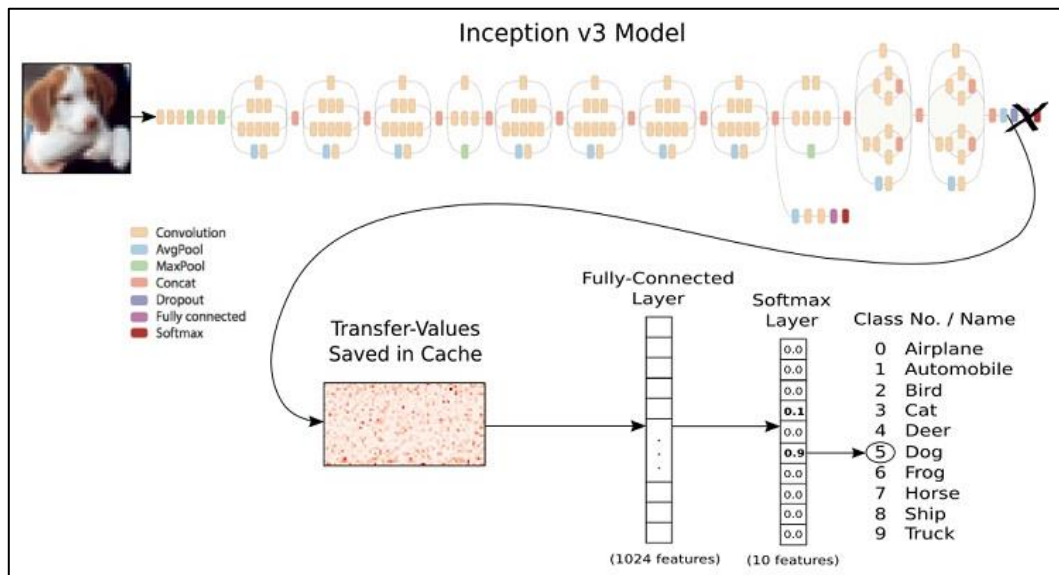 Inception v3 Model
Convolution
AvgPool
MaxPool
Concat
Dropout
Fully connected
Softmax
Transfer-Values
Saved in Cache
Fully-Connected
Layer
(1024 features)
Softmax
Layer
0.0
0.0
0.0
0.1
0.0
0.9
0.0
0.0
0.0
0.0
(10 features)
Class No. / Name
0 Airplane
1 Automobile
2 Bird
3 Cat
4 Deer
5 Dog
6 Frog
7 Horse
8 Ship
9 Truck